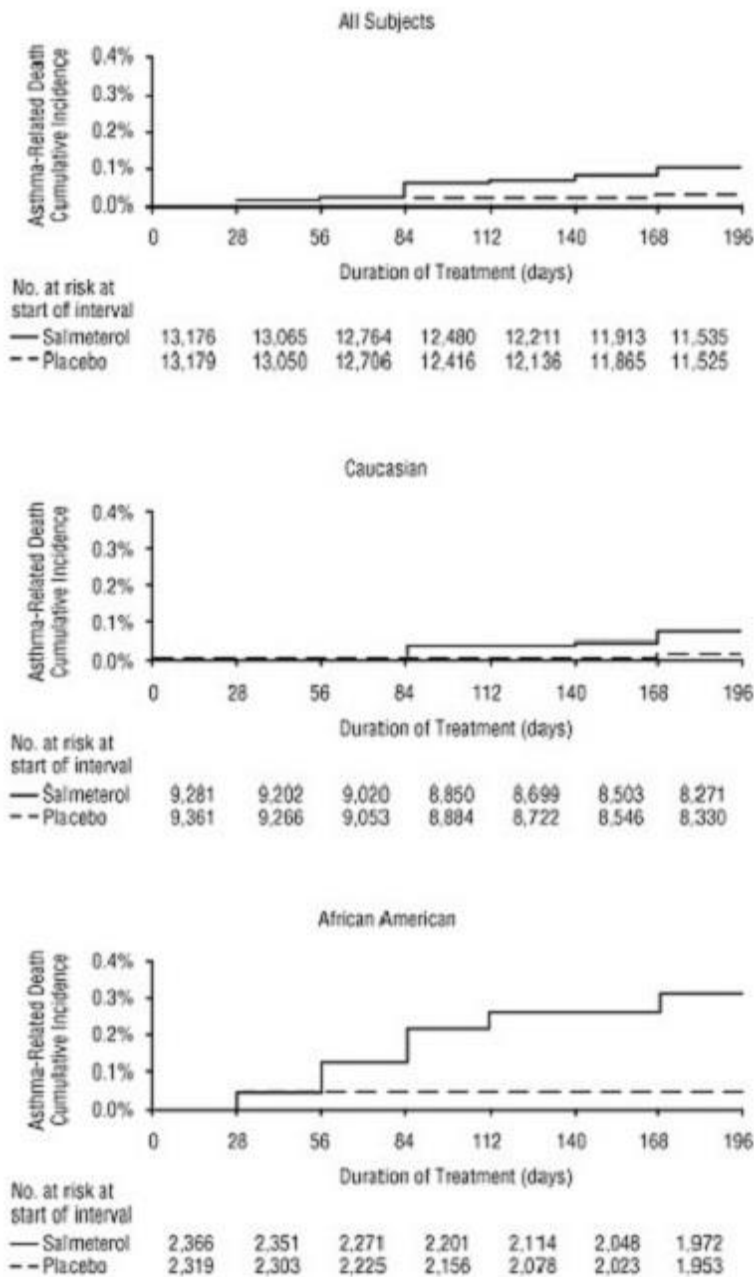 All Subjects
Asthma-Related Death
Cumulative Incidence
0.4%
0.3%
0.2%
0.1%
0.0%
0 28 56 84 112 140 168 196
Duration of Treatment (days)
No. at risk at
start of interval
Salmeterol 13,176 13,065 12,764 12,480 12,211 11,913 11,535
Placebo 13,179 13,050 12,706 12,416 12,136 11,865 11,525
Caucasian
Asthma-Related Death
Cumulative Incidence
0.4%
0.3%
0.2%
0.1%
0.0%
0 28 56 84 112 140 168 196
Duration of Treatment (days)
No. at risk at
start of interval
Salmeterol 9,281 9,202 9,020 8,850 8,699 8,503 8,271
Placebo 9,361 9,266 9,053 8,884 8,722 8,546 8,330
African American
Asthma-Related Death
Cumulative Incidence
0.4%
0.3%
0.2%
0.1%
0.0%
0 28 56 84 112 140 168 196
Duration of Treatment (days)
No. at risk at
start of interval
Salmeterol 2,366 2,351 2,271 2,201 2,114 2,048 1,972
Placebo 2,319 2,303 2,225 2,156 2,078 2,023 1,953